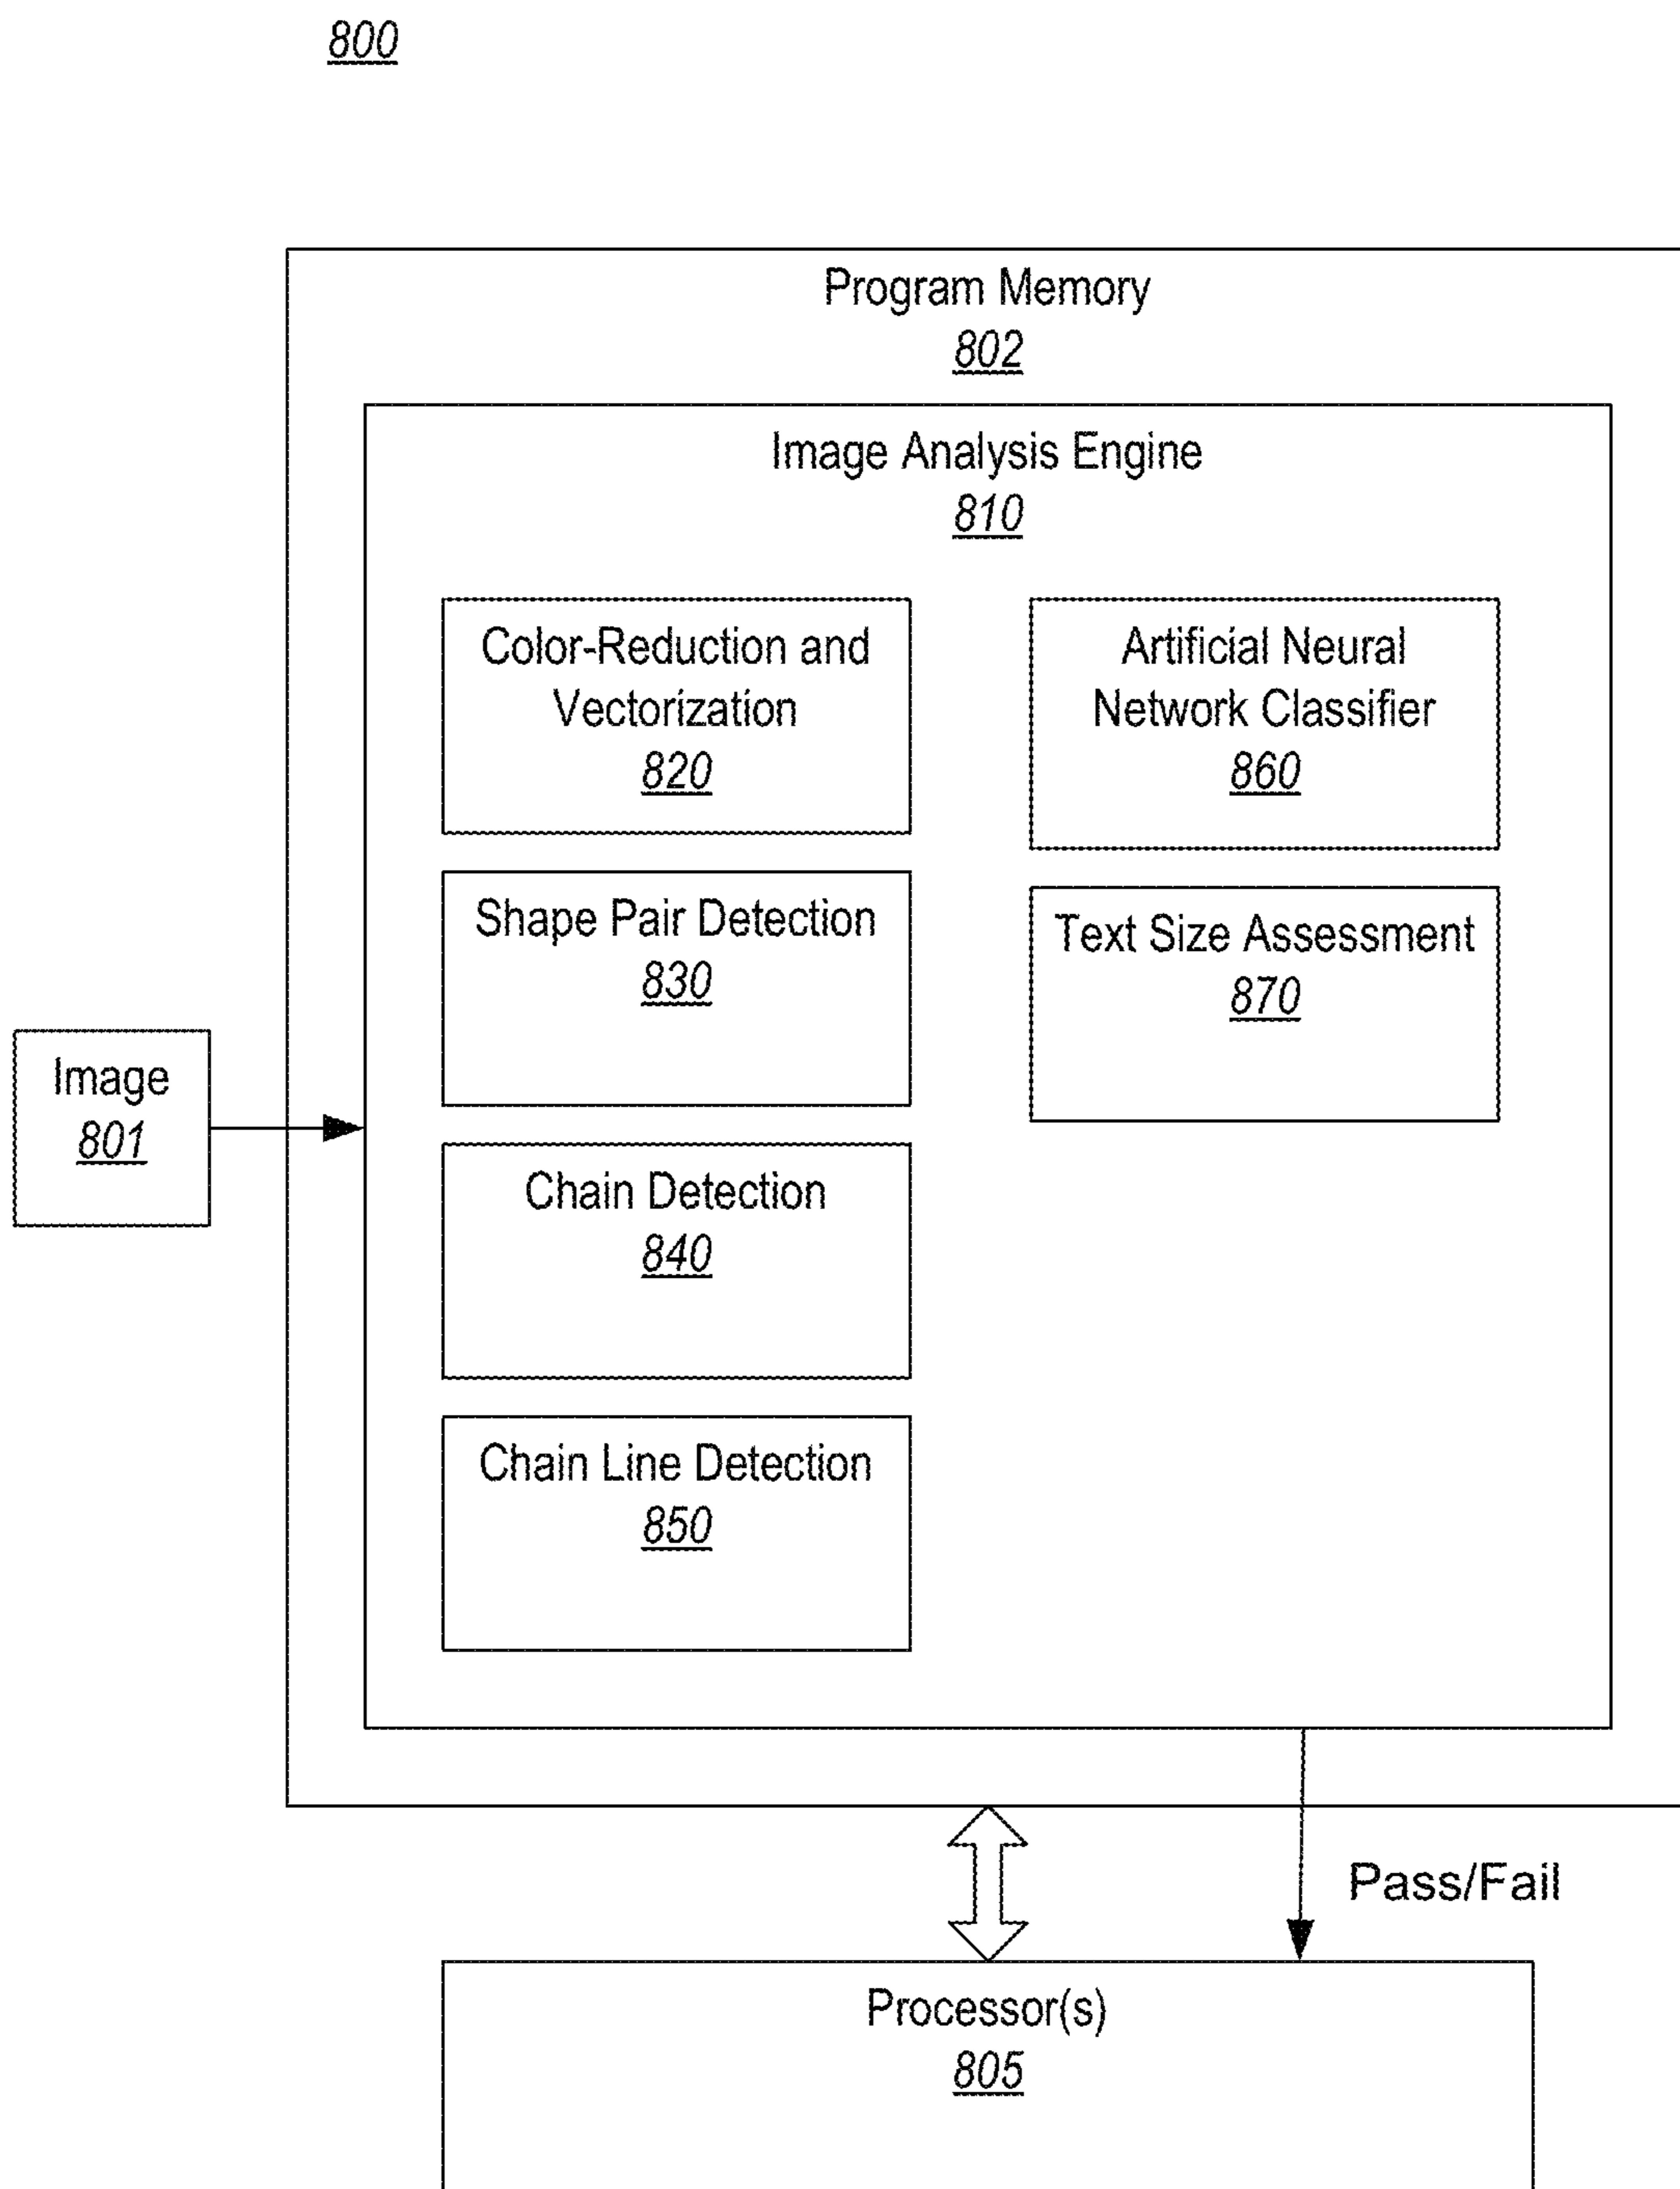 800
Program Memory
802
Image Analysis Engine
810
Color-Reduction and
Vectorization
820
Artificial Neural
Network Classifier
860
Shape Pair Detection
830
Text Size Assessment
870
Image
801
Chain Detection
840
Chain Line Detection
850
Pass/Fail
Processor(s)
805